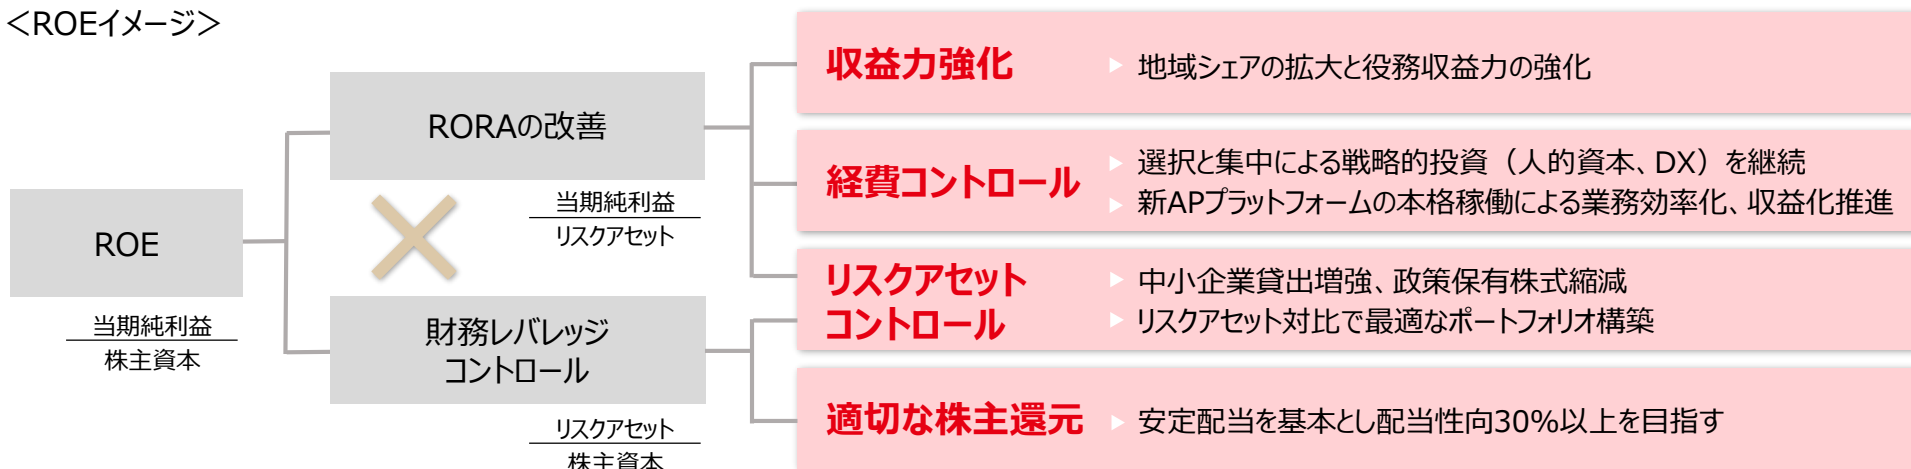 ＜ROEイメージ＞
ROE
当期純利益
株主資本
RORAの改善
当期純利益
リスクアセット
財務レバレッジ
コントロール
リスクアセット
株主資本
収益力強化
地域シェアの拡大と役務収益力の強化
経費コントロール
選択と集中による戦略的投資（人的資本、DX）を継続
新APプラットフォームの本格稼働による業務効率化、収益化推進
リスクアセット
コントロール
中小企業貸出増強、政策保有株式縮減
リスクアセット対比で最適なポートフォリオ構築
適切な株主還元
安定配当を基本とし配当性向30%以上を目指す